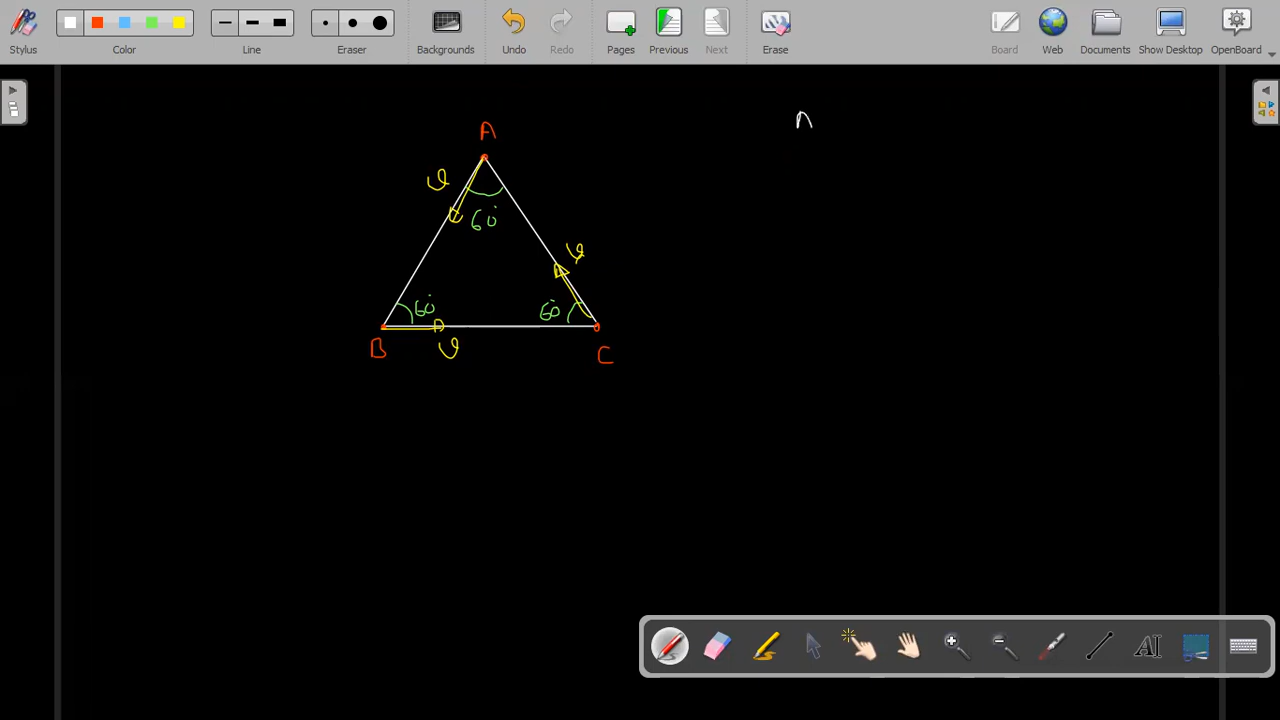 Stylus
Color
Line
Eraser
Backgrounds
Undo
Redo
Pages
Previous
Next
Erase
Board
Web
Documents
Show Desktop
OpenBoard
A
60°
60°
60°
B
C
AI